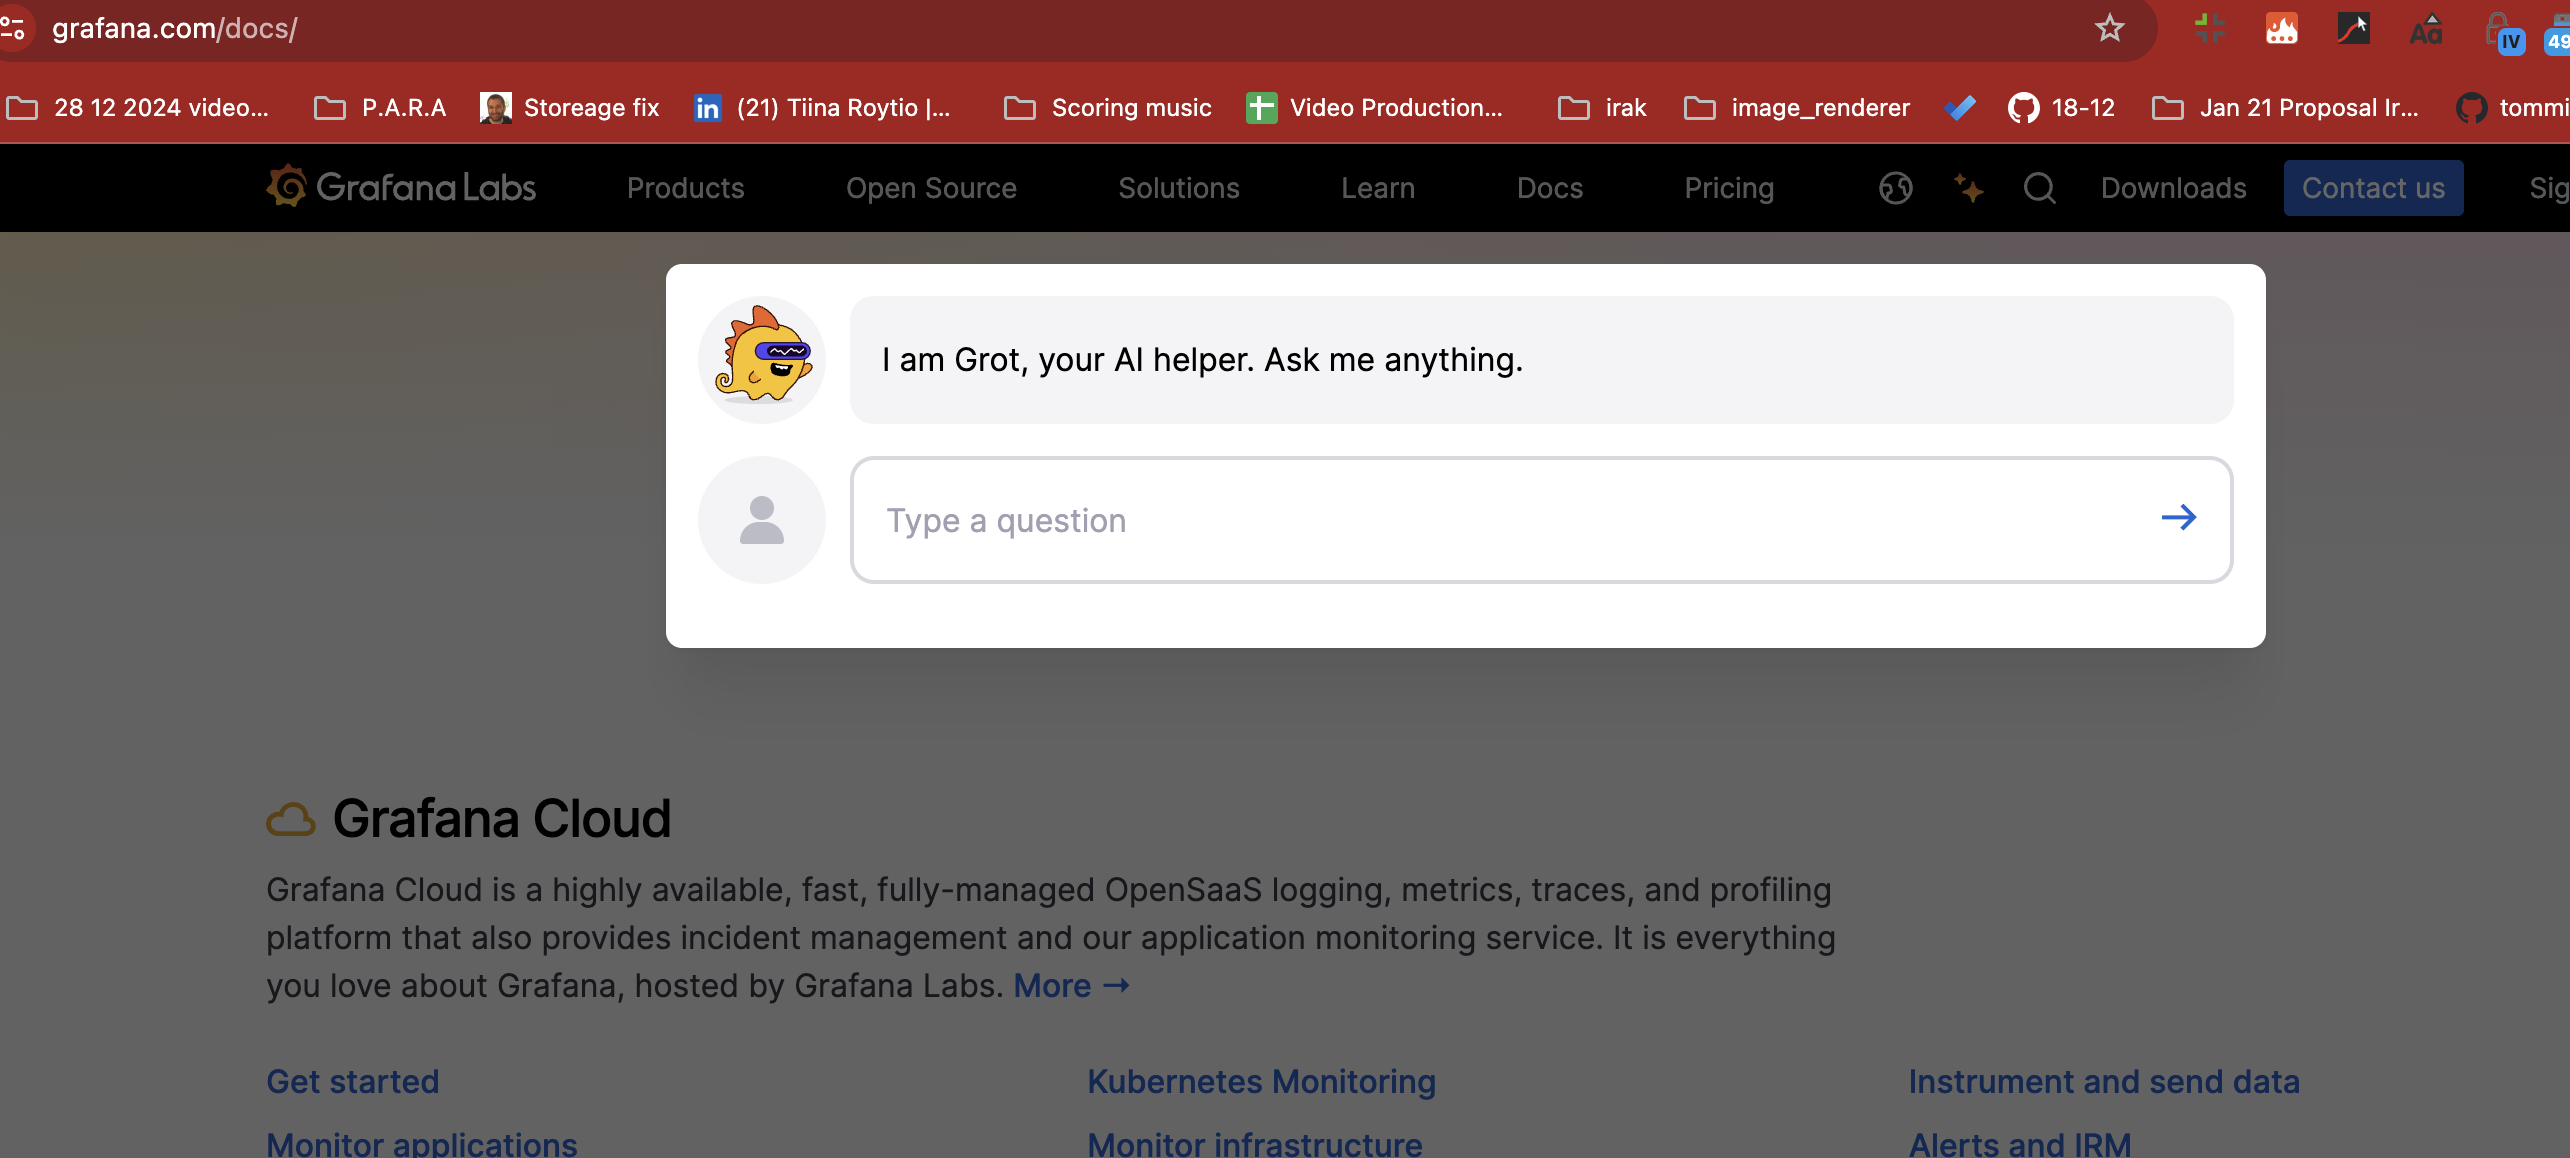 grafana.com/docs/
28 12 2024 video...
P.A.R.A
Storeage fix
in (21) Tiina Roytio |...
Scoring music
Video Production...
irak
image_renderer
18-12
Jan 21 Proposal Ir...
Aa
IV
49
Grafana Labs
Products
Open Source
Solutions
Learn
Docs
Pricing
Downloads
Contact us
I am Grot, your AI helper. Ask me anything.
Type a question
Grafana Cloud
Grafana Cloud is a highly available, fast, fully-managed OpenSaaS logging, metrics, traces, and profiling
platform that also provides incident management and our application monitoring service. It is everything
you love about Grafana, hosted by Grafana Labs. More →
Get started
Kubernetes Monitoring
Instrument and send data
Monitor applications
Monitor infrastructure
Alerts and IRM